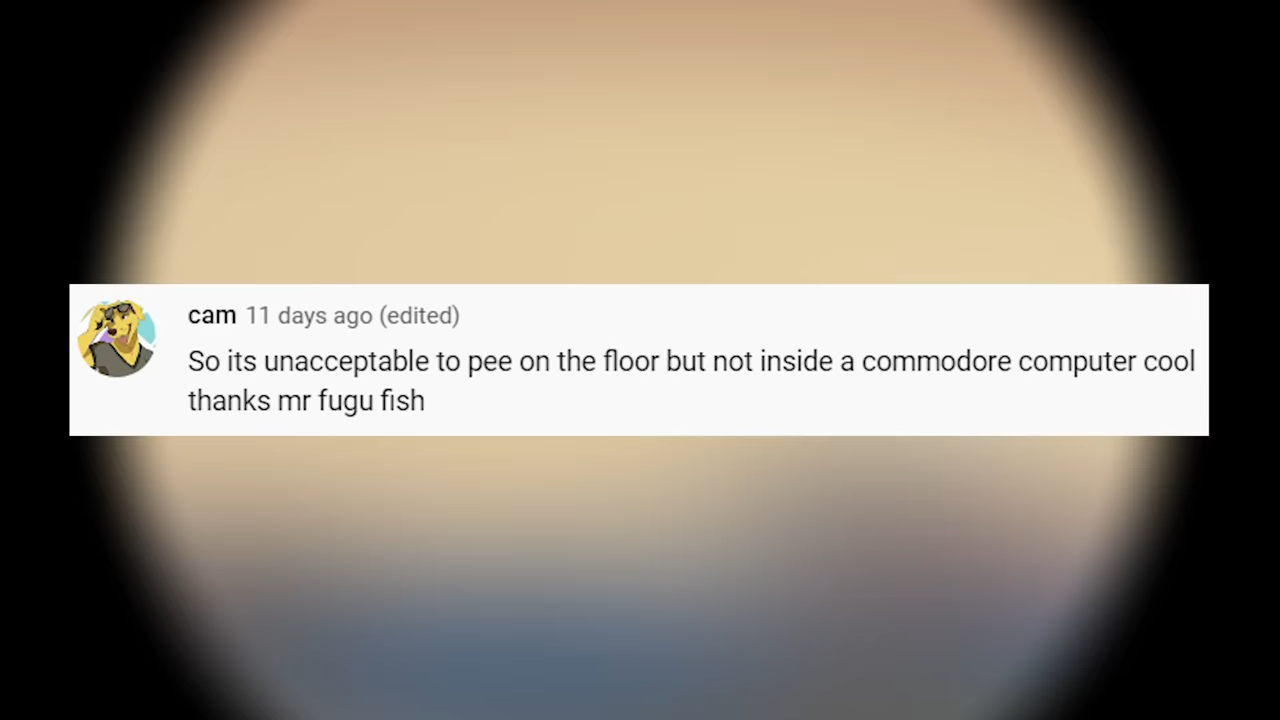 cam 11 days ago (edited)
So its unacceptable to pee on the floor but not inside a commodore computer cool
thanks mr fugu fish